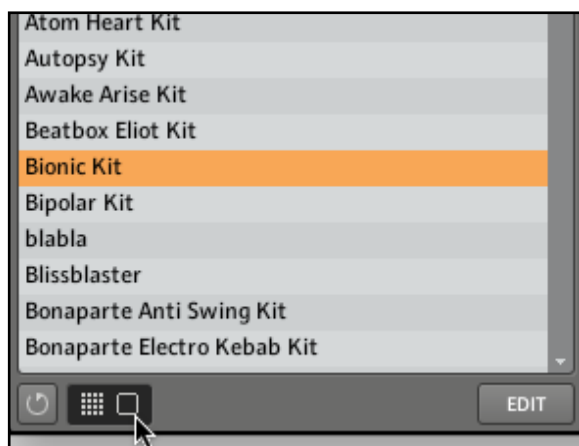 Atom Heart Kit
Autopsy Kit
Awake Arise Kit
Beatbox Eliot Kit
Bionic Kit
Bipolar Kit
blabla
Blissblaster
Bonaparte Anti Swing Kit
Bonaparte Electro Kebab Kit
EDIT